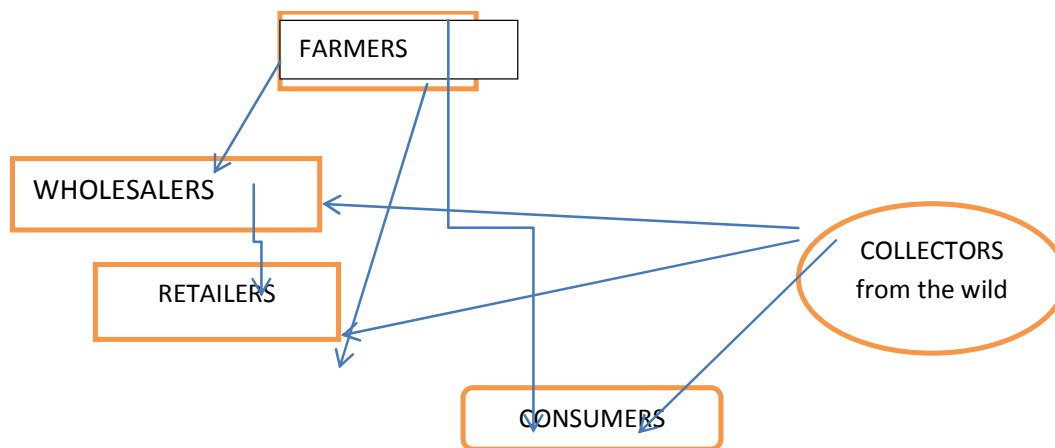 FARMERS
WHOLESALERS
COLLECTORS
from the wild
RETAILERS
CONSUMERS